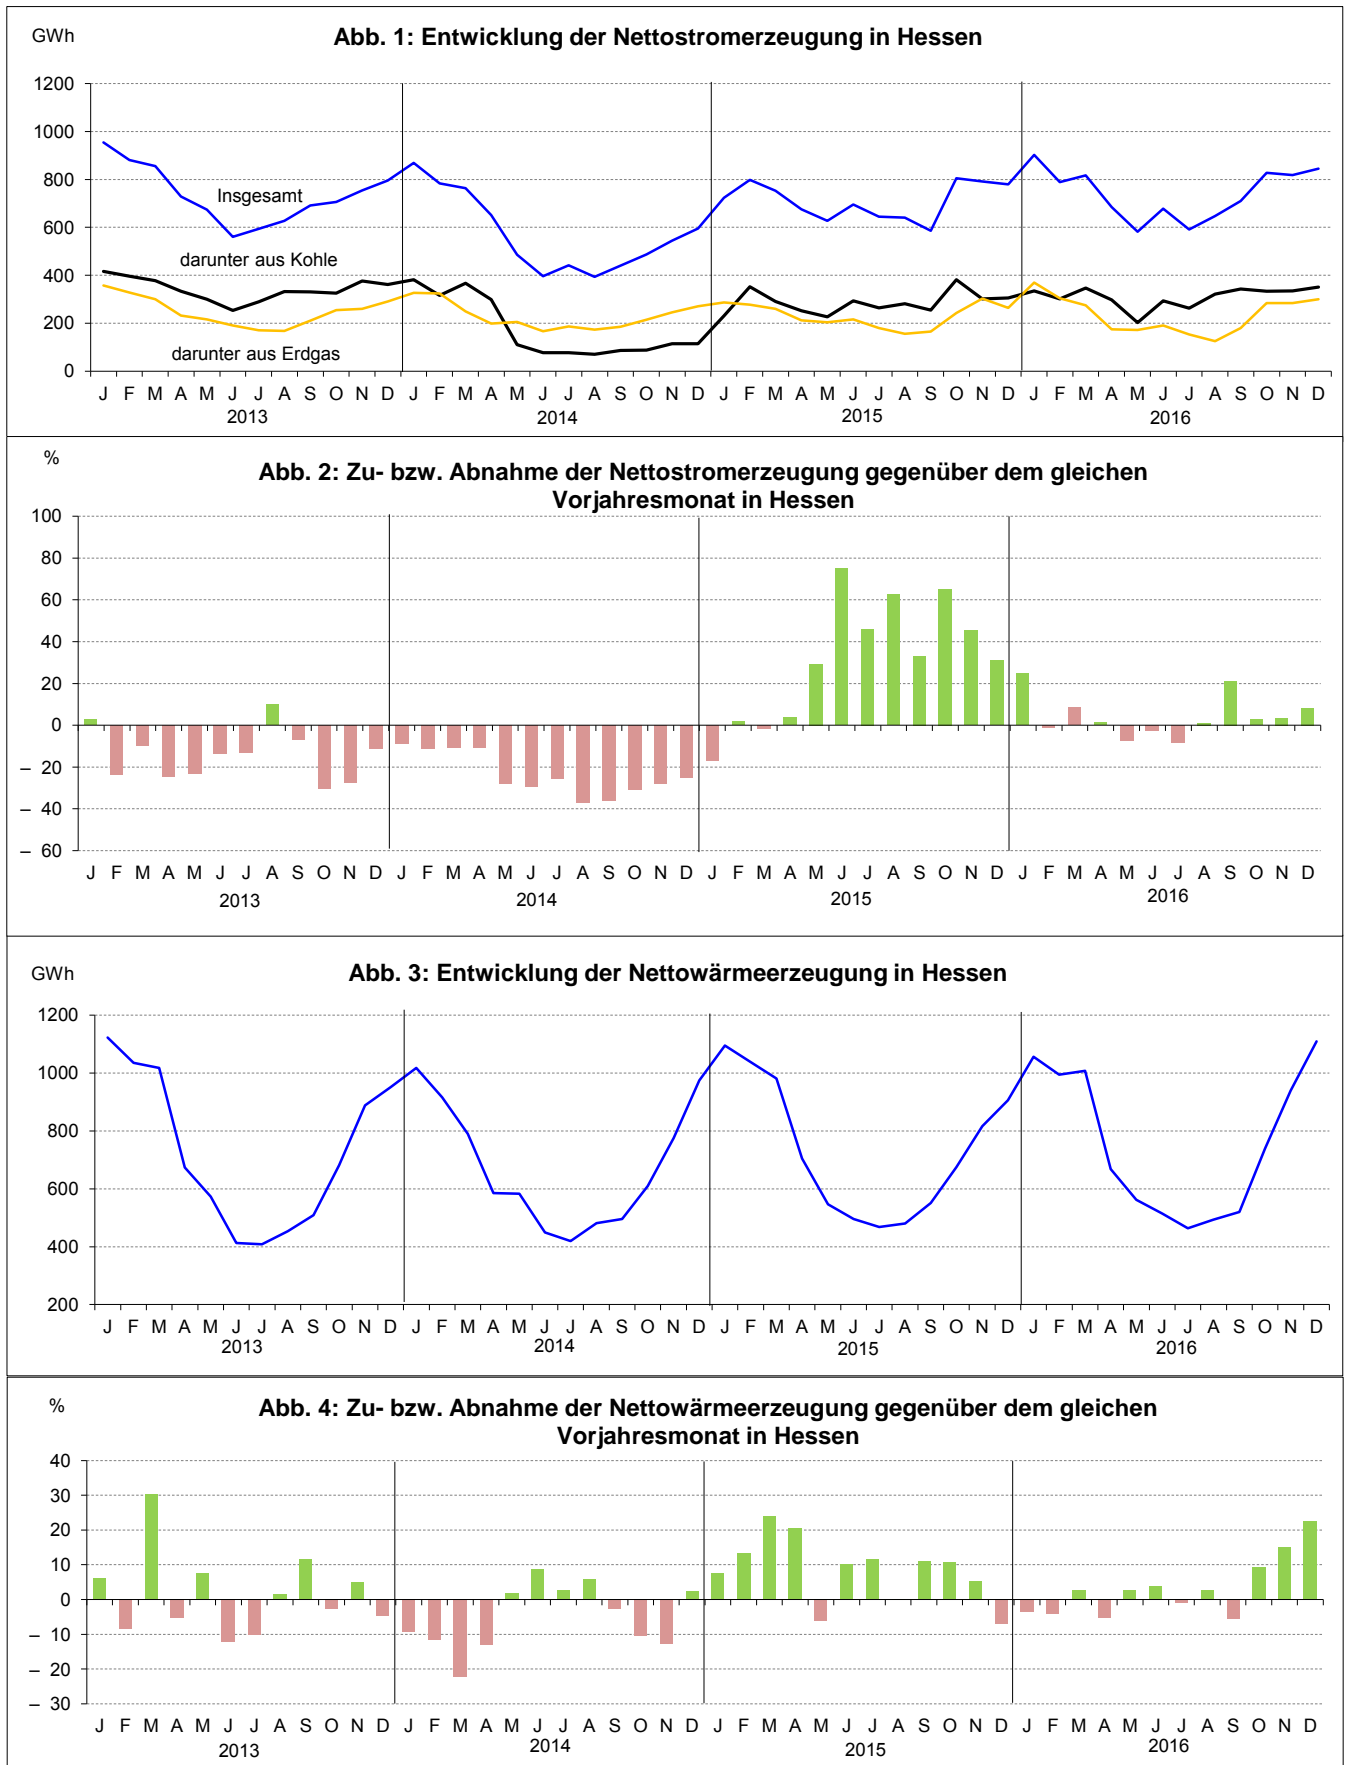 GWh
Abb. 1: Entwicklung der Nettostromerzeugung in Hessen
1200
1000
800
600
400
200
0
Insgesamt
darunter aus Kohle
darunter aus Erdgas
J F M A M J J A S O N D J F M A M J J A S O N D J F M A M J J A S O N D J F M A M J J A S O N D
2013 2014 2015 2016
%
Abb. 2: Zu- bzw. Abnahme der Nettostromerzeugung gegenüber dem gleichen
Vorjahresmonat in Hessen
100
80
60
40
20
0
– 20
– 40
– 60
J F M A M J J A S O N D J F M A M J J A S O N D J F M A M J J A S O N D J F M A M J J A S O N D
2013 2014 2015 2016
GWh
Abb. 3: Entwicklung der Nettowärmeerzeugung in Hessen
1200
1000
800
600
400
200
J F M A M J J A S O N D J F M A M J J A S O N D J F M A M J J A S O N D J F M A M J J A S O N D
2013 2014 2015 2016
%
Abb. 4: Zu- bzw. Abnahme der Nettowärmeerzeugung gegenüber dem gleichen
Vorjahresmonat in Hessen
40
30
20
10
0
– 10
– 20
– 30
J F M A M J J A S O N D J F M A M J J A S O N D J F M A M J J A S O N D J F M A M J J A S O N D
2013 2014 2015 2016